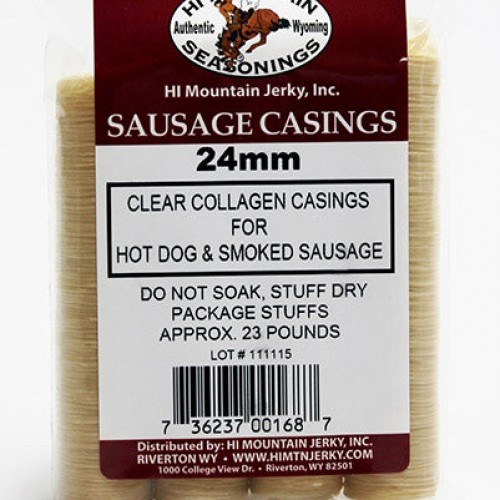 HI MOUNTAIN
Authentic Wyoming
SEASONINGS
HI Mountain Jerky, Inc.
SAUSAGE CASINGS
24mm
CLEAR COLLAGEN CASINGS
FOR
HOT DOG & SMOKED SAUSAGE
DO NOT SOAK, STUFF DRY
PACKAGE STUFFS
APPROX. 23 POUNDS
LOT # 111115
7 36237 00168 7
Distributed by: HI MOUNTAIN JERKY, INC.
RIVERTON WY • WWW.HIMTNJERKY.COM
1000 College View Dr. • Riverton, WY 82501